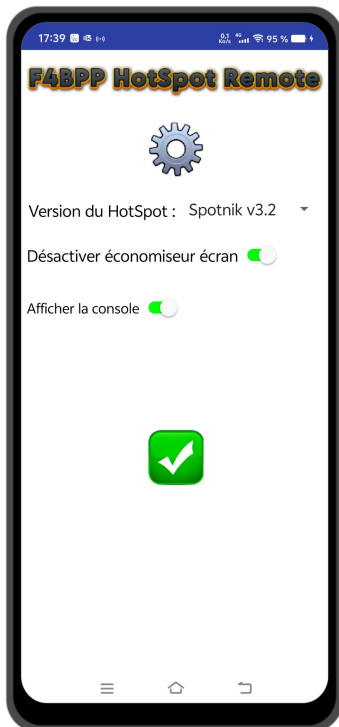 17:39 0,1 Ko/s 4G 95 %
F4BPP HotSpot Remote
Version du HotSpot : Spotnik v3.2
Désactiver économiseur écran
Afficher la console